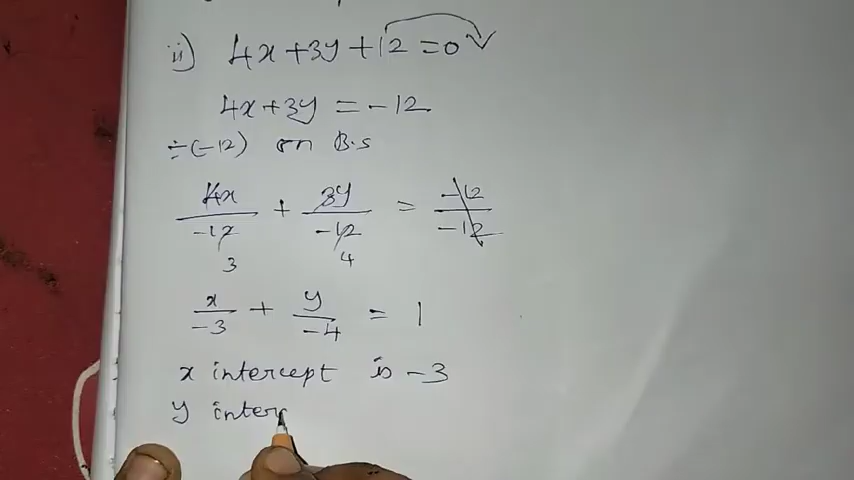 ii) 4x+3y+12=0
4x+3y = -12
÷(-12) on B.s
4x/-12 + 3y/-12 = -12/-12
3 4
x/-3 + y/-4 = 1
x intercept is -3
y inter